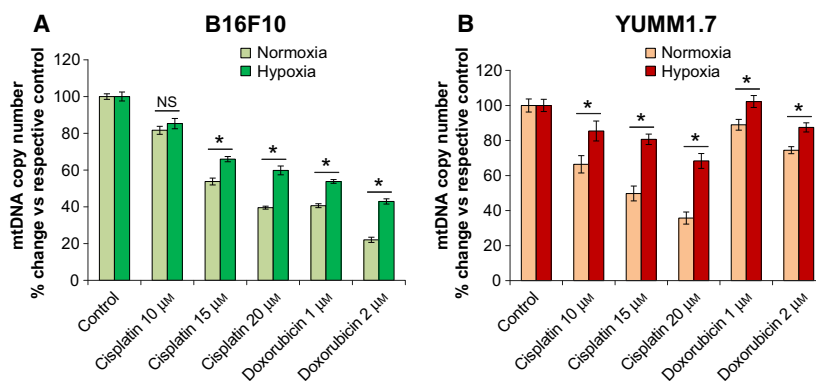 A
B16F10
Normoxia
Hypoxia
mtDNA copy number
% change vs respective control
120
100
80
60
40
20
0
NS
*
*
*
*
Control
Cisplatin 10 µM
Cisplatin 15 µM
Cisplatin 20 µM
Doxorubicin 1 µM
Doxorubicin 2 µM
B
YUMM1.7
Normoxia
Hypoxia
mtDNA copy number
% change vs respective control
120
100
80
60
40
20
0
*
*
*
*
*
Control
Cisplatin 10 µM
Cisplatin 15 µM
Cisplatin 20 µM
Doxorubicin 1 µM
Doxorubicin 2 µM